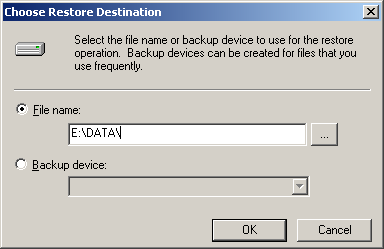 Choose Restore Destination
Select the file name or backup device to use for the restore
operation. Backup devices can be created for files that you
use frequently.
File name:
E:\DATA\
...
Backup device:
OK
Cancel